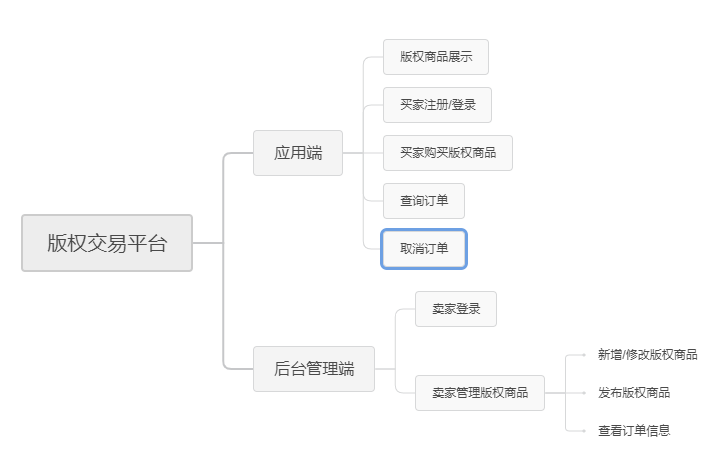 版权交易平台
应用端
版权商品展示
买家注册/登录
买家购买版权商品
查询订单
取消订单
后台管理端
卖家登录
卖家管理版权商品
新增/修改版权商品
发布版权商品
查看订单信息